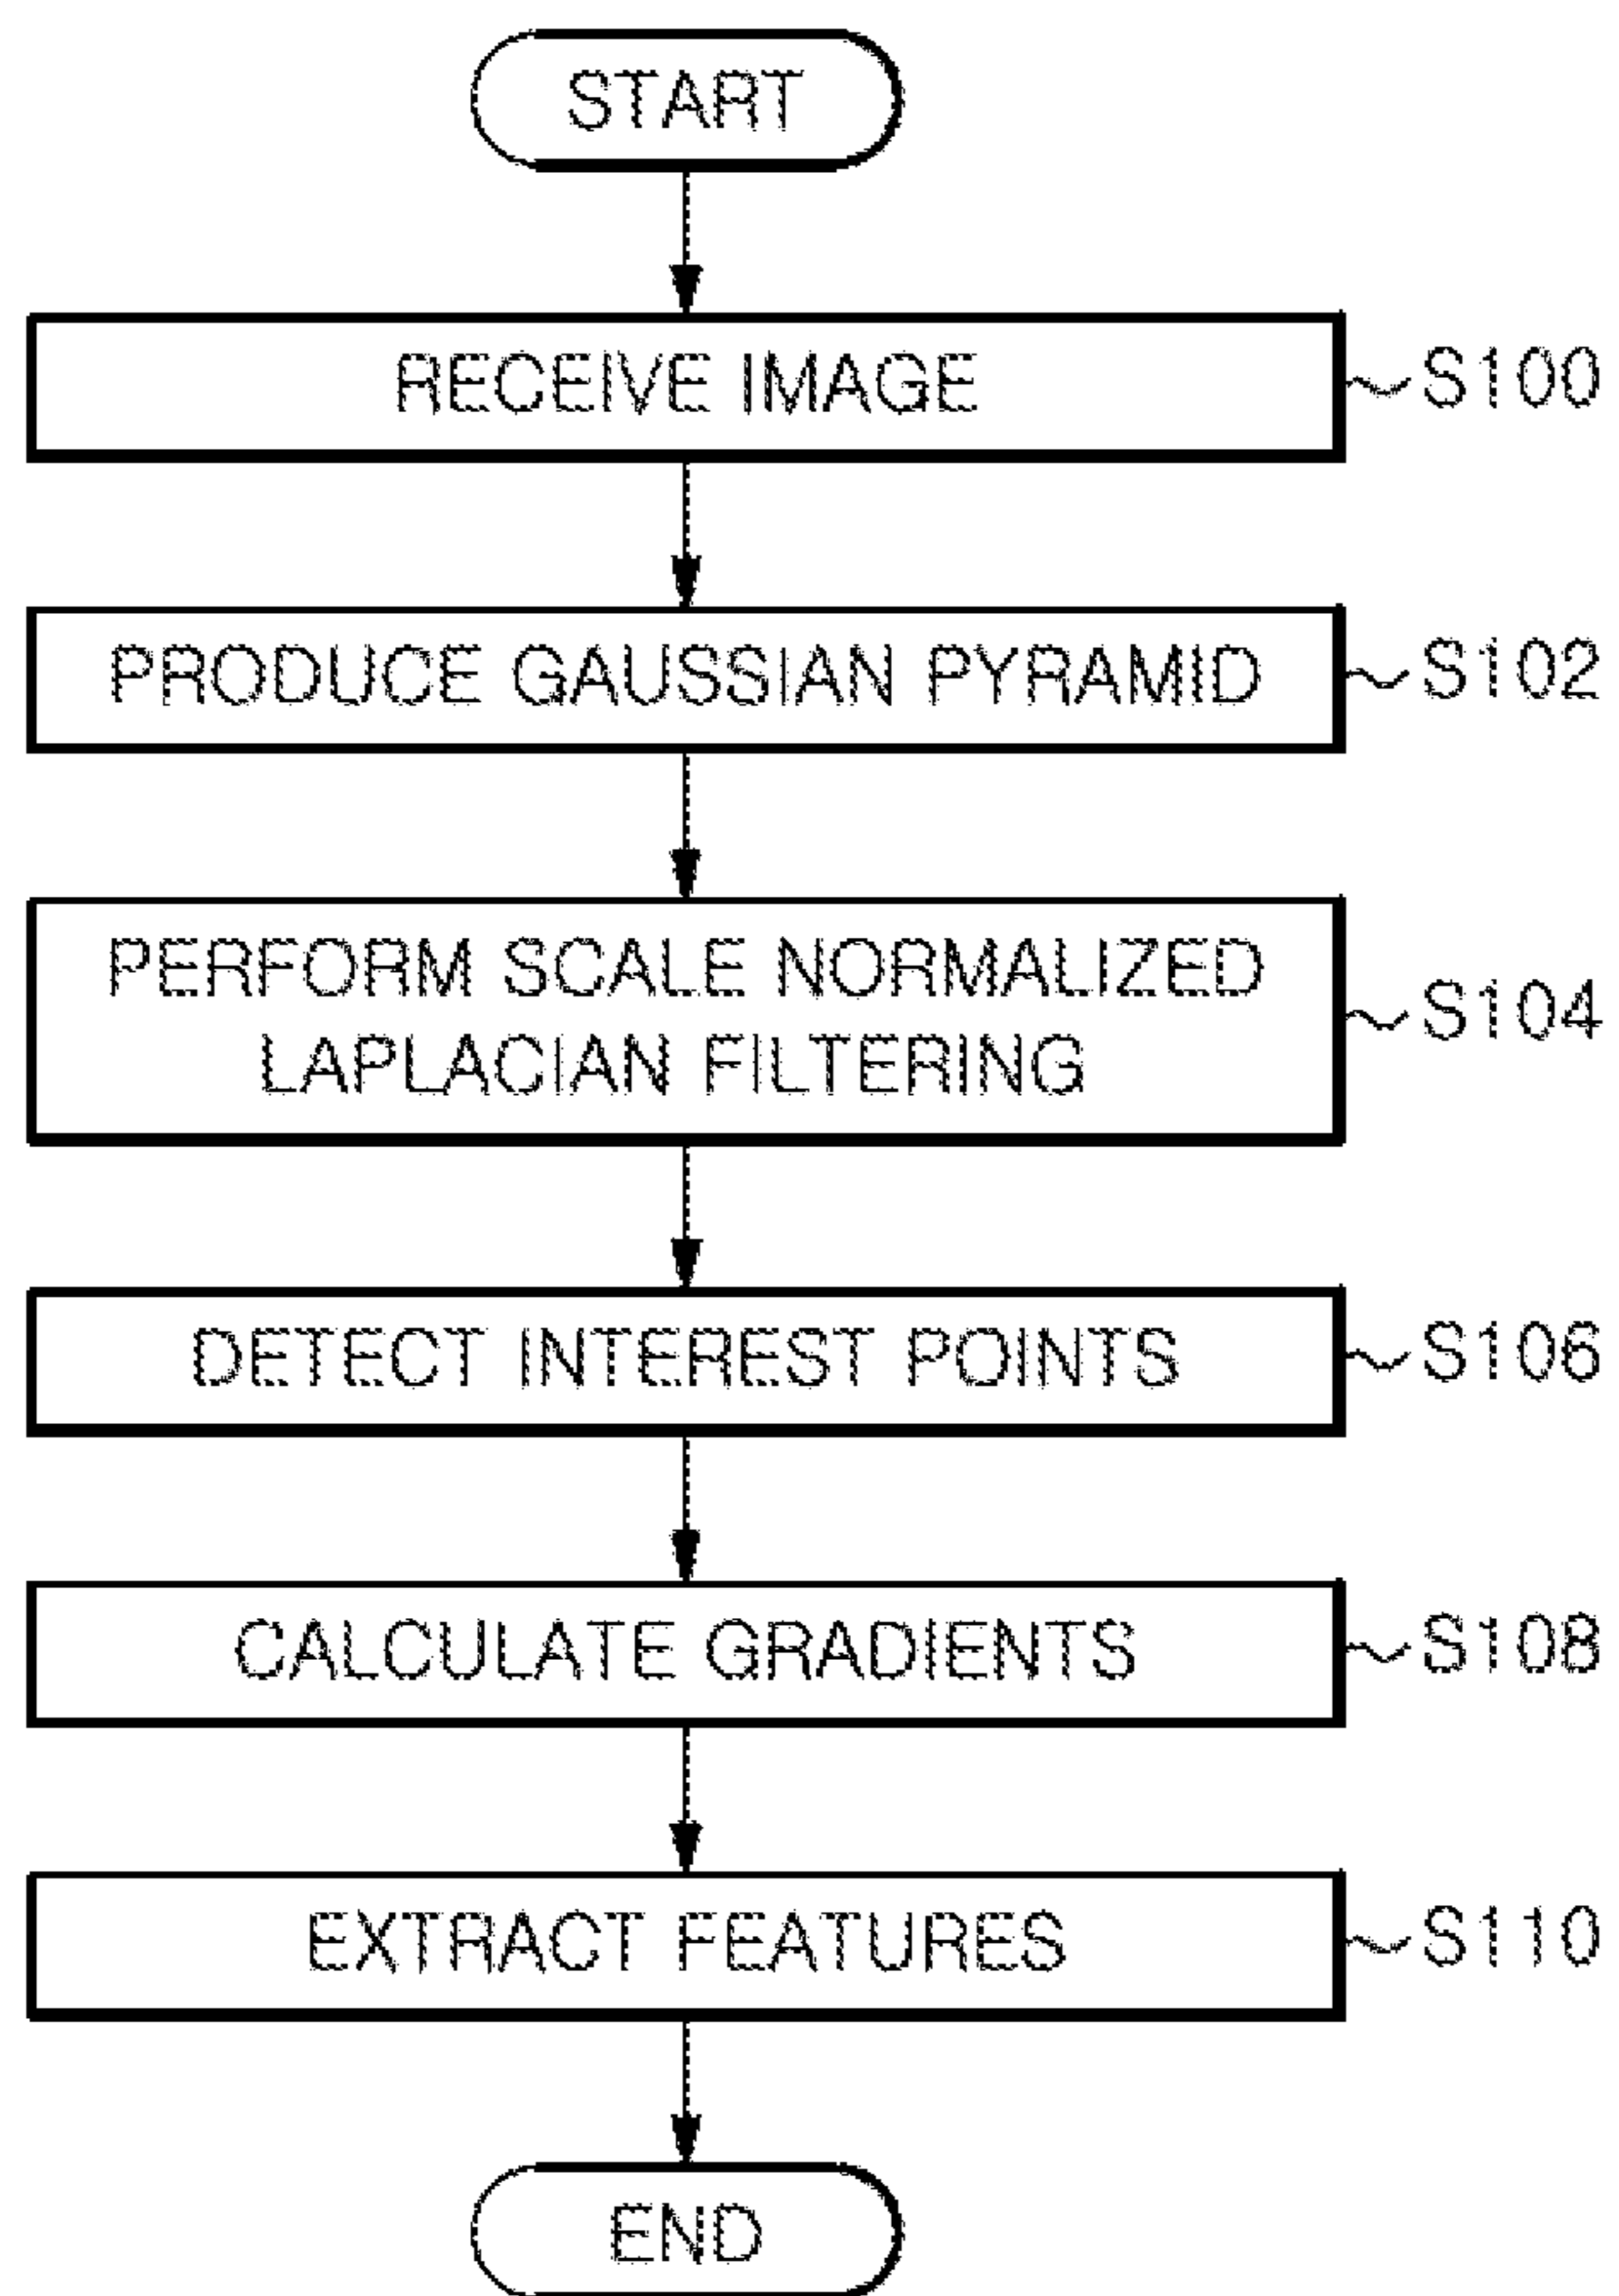 START
RECEIVE IMAGE
S100
PRODUCE GAUSSIAN PYRAMID
S102
PERFORM SCALE NORMALIZED
LAPLACIAN FILTERING
S104
DETECT INTEREST POINTS
S106
CALCULATE GRADIENTS
S108
EXTRACT FEATURES
S110
END